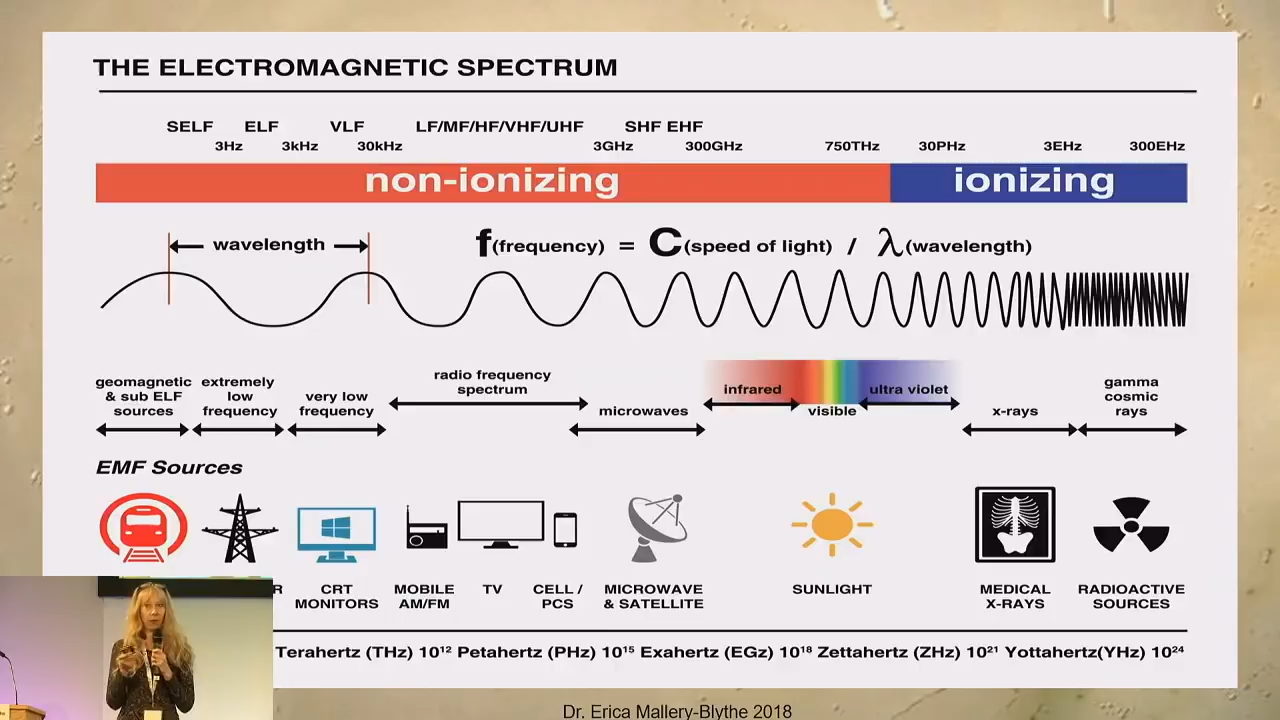 THE ELECTROMAGNETIC SPECTRUM
SELF ELF VLF LF/MF/HF/VHF/UHF SHF EHF
3Hz 3kHz 30kHz 3GHz 300GHz 750THz 30PHz 3EHz 300EHz
non-ionizing ionizing
wavelength f(frequency) = C(speed of light) / λ(wavelength)
geomagnetic & sub ELF sources
extremely low frequency
very low frequency
radio frequency spectrum
microwaves
infrared
visible
ultra violet
x-rays
gamma cosmic rays
EMF Sources
R
CRT MONITORS
MOBILE AM/FM
TV
CELL / PCS
MICROWAVE & SATELLITE
SUNLIGHT
MEDICAL X-RAYS
RADIOACTIVE SOURCES
Terahertz (THz) 10¹² Petahertz (PHz) 10¹⁵ Exahertz (EGz) 10¹⁸ Zettahertz (ZHz) 10²¹ Yottahertz(YHz) 10²⁴
Dr. Erica Mallery-Blythe 2018